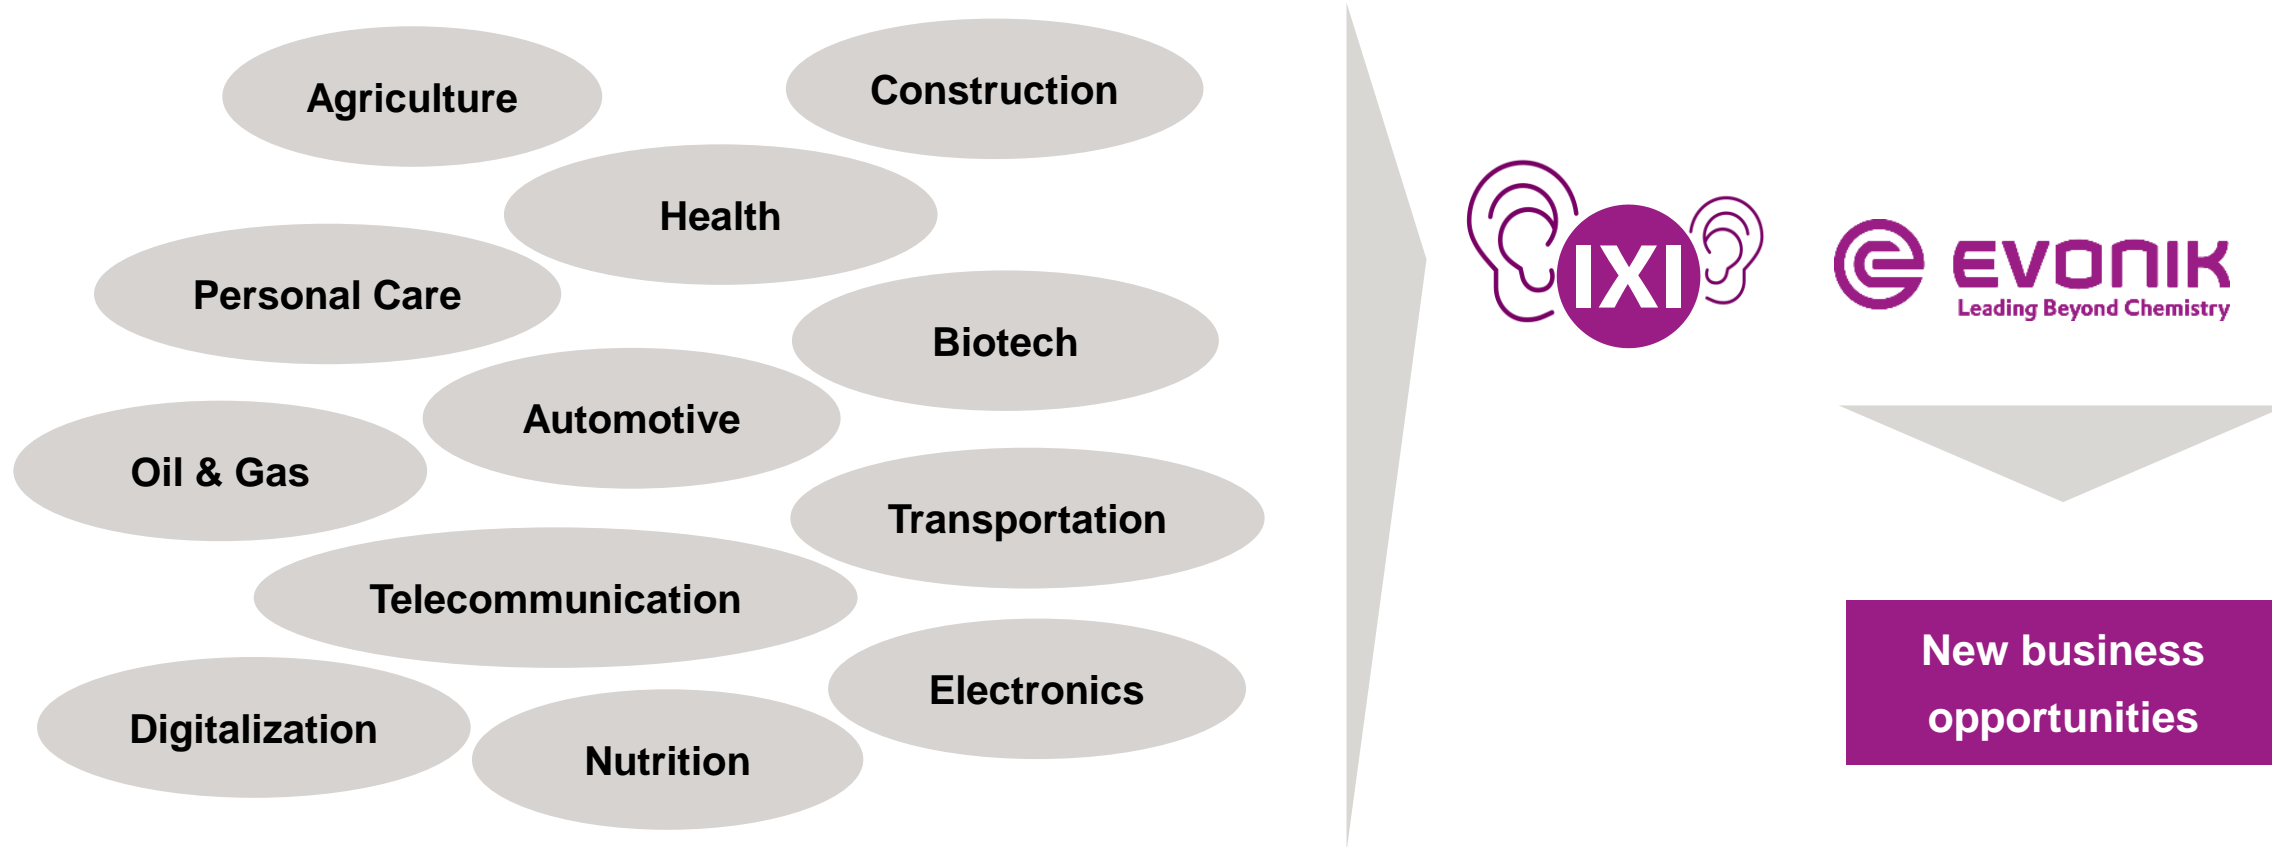 Agriculture
Construction
Health
Personal Care
Biotech
Automotive
Oil & Gas
Transportation
Telecommunication
Electronics
Digitalization
Nutrition
IXI
EVONIK
Leading Beyond Chemistry
New business
opportunities